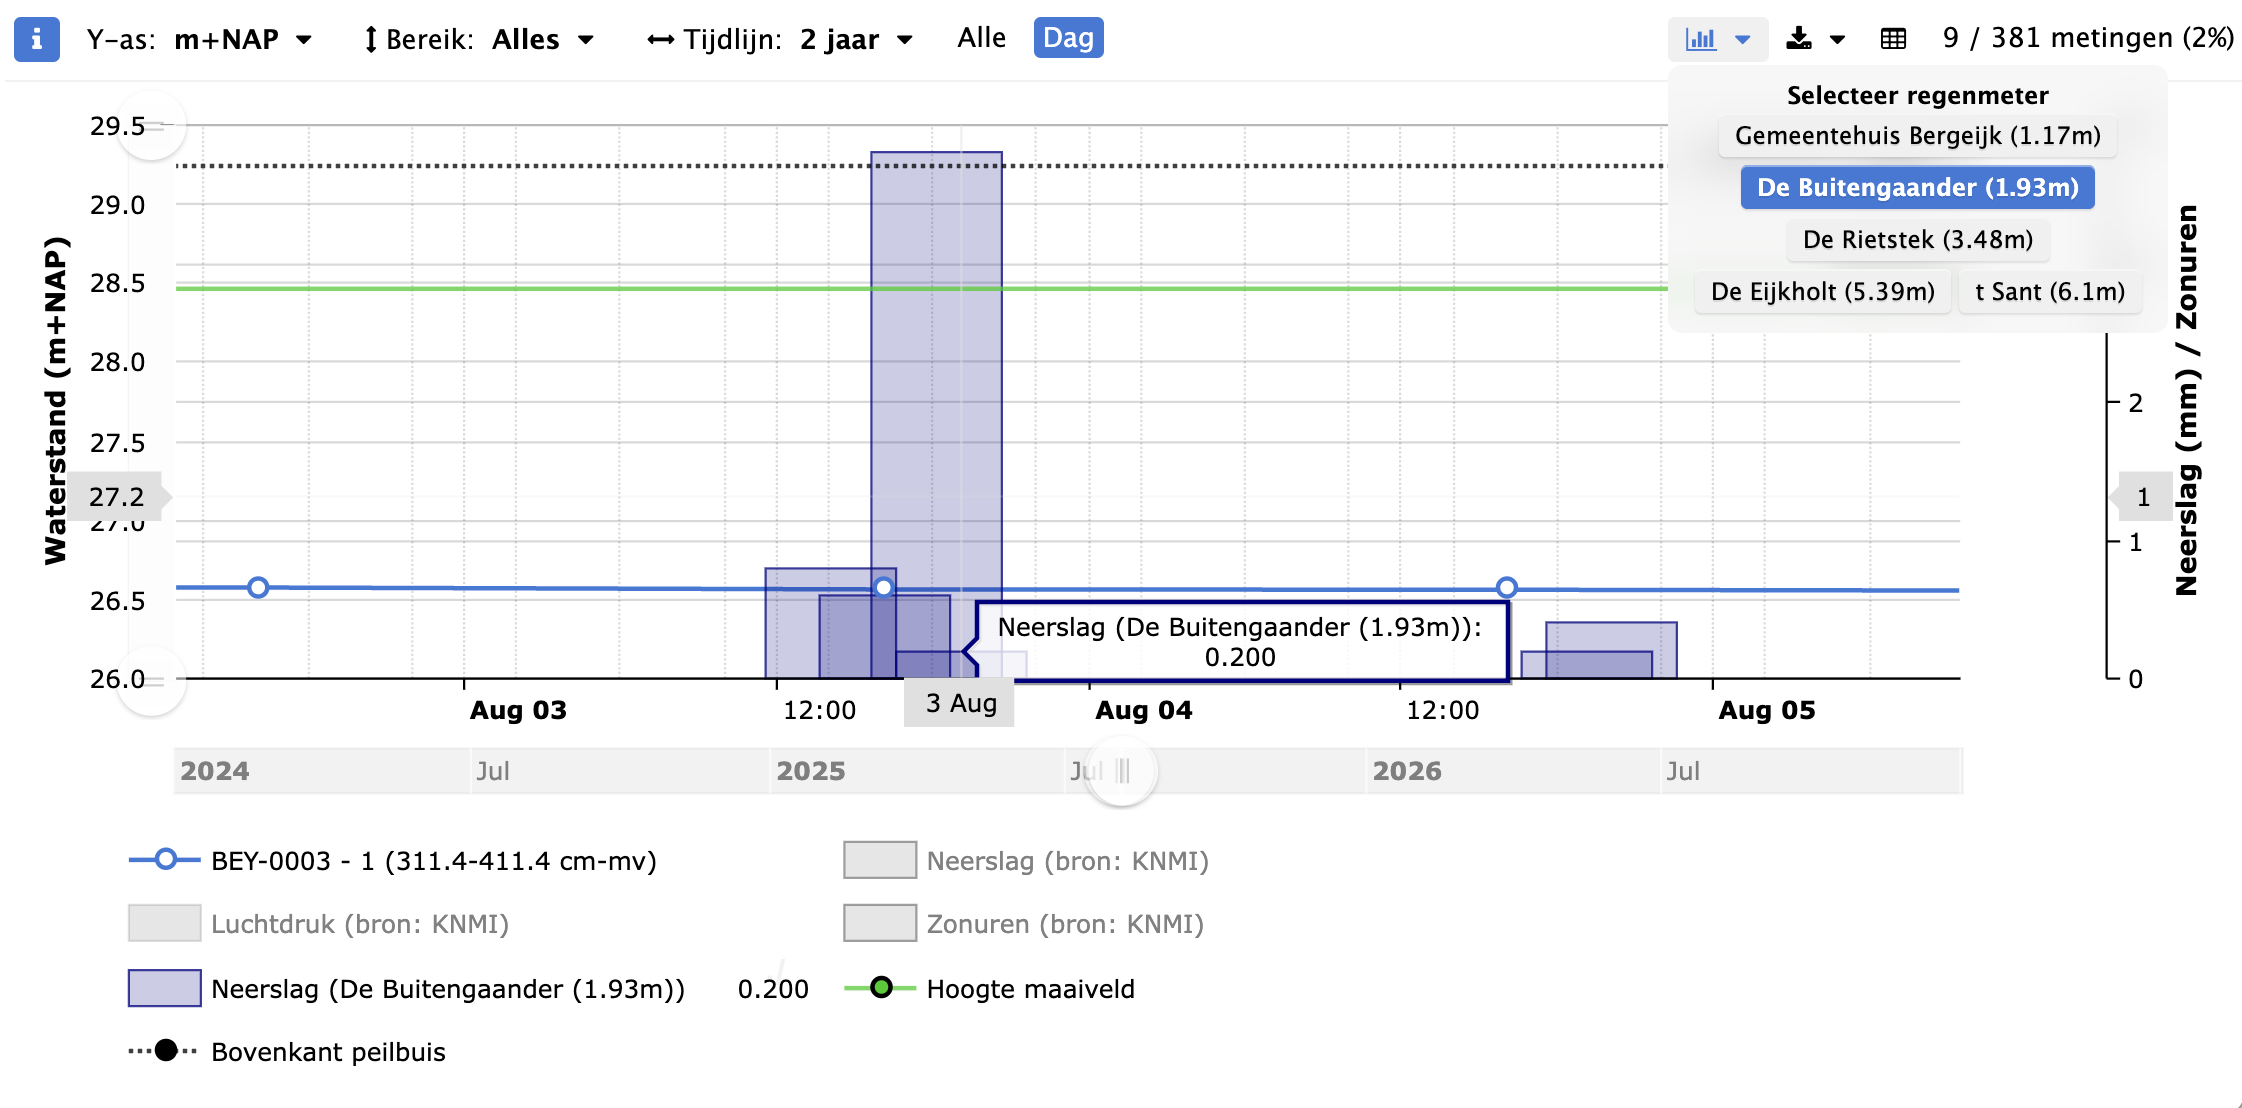 i Y-as: m+NAP Bereik: Alles Tijdlijn: 2 jaar Alle Dag 9 / 381 metingen (2%)
Selecteer regenmeter
Gemeentehuis Bergeijk (1.17m)
De Buitengaander (1.93m)
De Rietstek (3.48m)
De Eijkholt (5.39m) t Sant (6.1m)
Waterstand (m+NAP)
29.5
29.0
28.5
28.0
27.5
27.2
27.0
26.5
26.0
Neerslag (mm) / Zonuren
2
1
1
0
Neerslag (De Buitengaander (1.93m)):
0.200
Aug 03 12:00 3 Aug Aug 04 12:00 Aug 05
2024 Jul 2025 Jul 2026 Jul
BEY-0003 - 1 (311.4-411.4 cm-mv) Neerslag (bron: KNMI)
Luchtdruk (bron: KNMI) Zonuren (bron: KNMI)
Neerslag (De Buitengaander (1.93m)) 0.200 Hoogte maaiveld
Bovenkant peilbuis